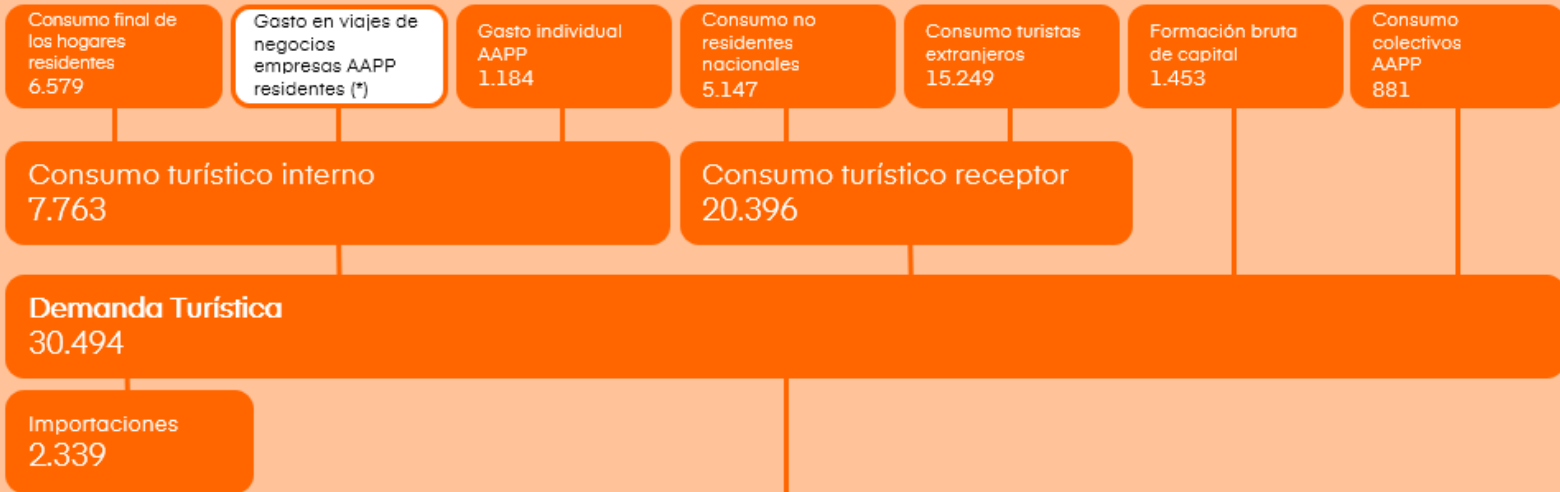 Consumo final de
los hogares
residentes
6.579
Gasto en viajes de
negocios
empresas AAPP
residentes (*)
Gasto individual
AAPP
1.184
Consumo no
residentes
nacionales
5.147
Consumo turistas
extranjeros
15.249
Formación bruta
de capital
1.453
Consumo
colectivos
AAPP
881
Consumo turístico interno
7.763
Consumo turístico receptor
20.396
Demanda Turística
30.494
Importaciones
2.339